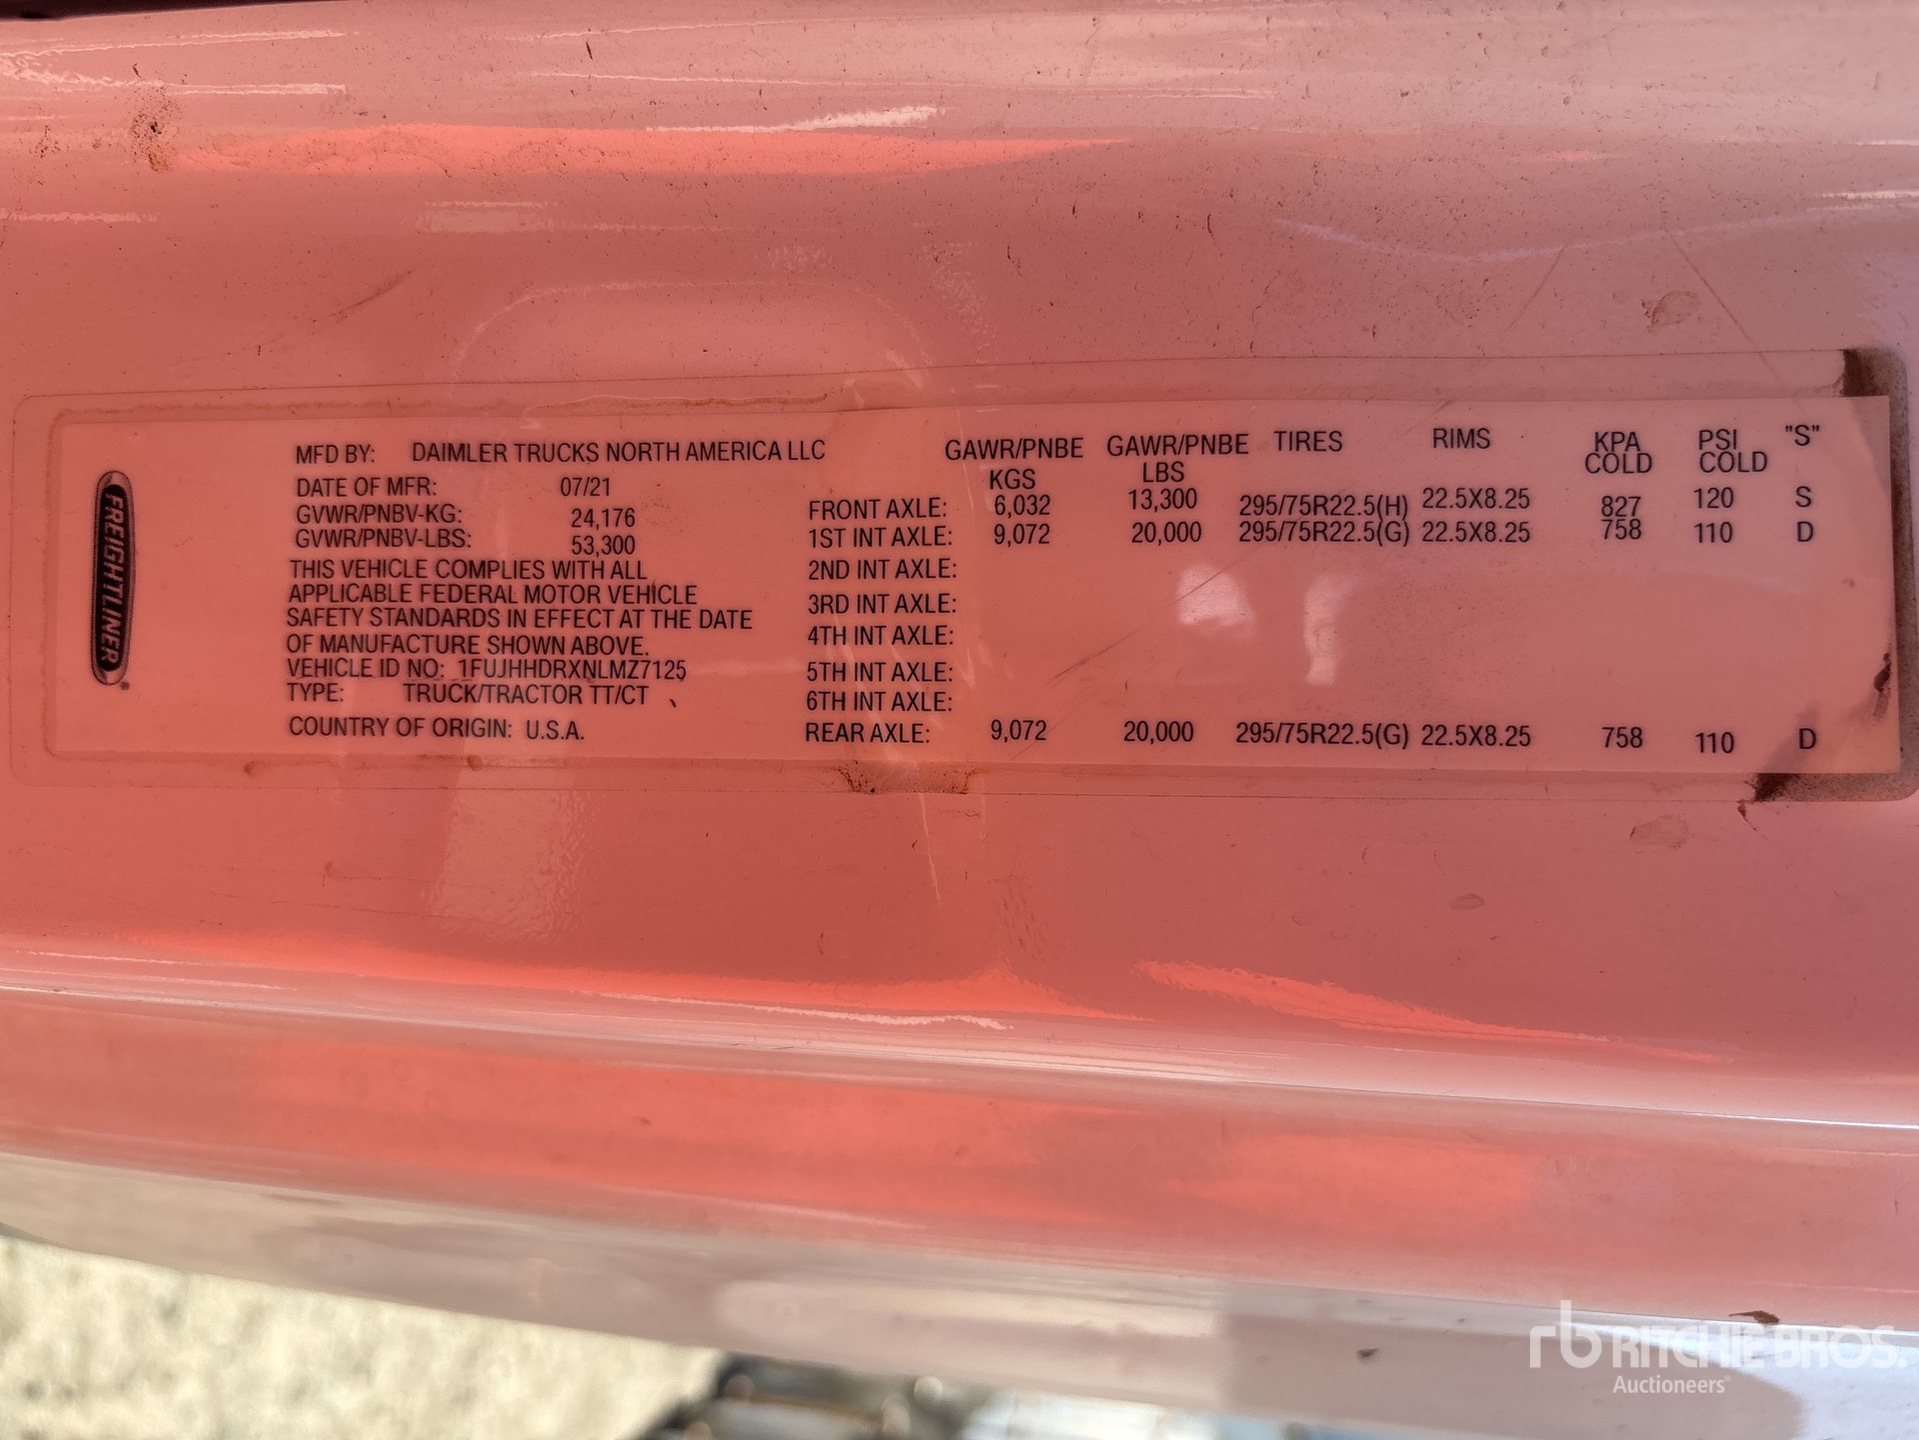 FREIGHTLINER®
MFD BY: DAIMLER TRUCKS NORTH AMERICA LLC
DATE OF MFR: 07/21
GVWR/PNBV-KG: 24,176
GVWR/PNBV-LBS: 53,300
THIS VEHICLE COMPLIES WITH ALL
APPLICABLE FEDERAL MOTOR VEHICLE
SAFETY STANDARDS IN EFFECT AT THE DATE
OF MANUFACTURE SHOWN ABOVE.
VEHICLE ID NO: 1FUJHHDRXNLMZ7125
TYPE: TRUCK/TRACTOR TT/CT
COUNTRY OF ORIGIN: U.S.A.
GAWR/PNBE GAWR/PNBE TIRES RIMS KPA PSI "S"
KGS LBS COLD COLD
FRONT AXLE: 6,032 13,300 295/75R22.5(H) 22.5X8.25 827 120 S
1ST INT AXLE: 9,072 20,000 295/75R22.5(G) 22.5X8.25 758 110 D
2ND INT AXLE:
3RD INT AXLE:
4TH INT AXLE:
5TH INT AXLE:
6TH INT AXLE:
REAR AXLE: 9,072 20,000 295/75R22.5(G) 22.5X8.25 758 110 D
rb RITCHIE BROS.
Auctioneers®